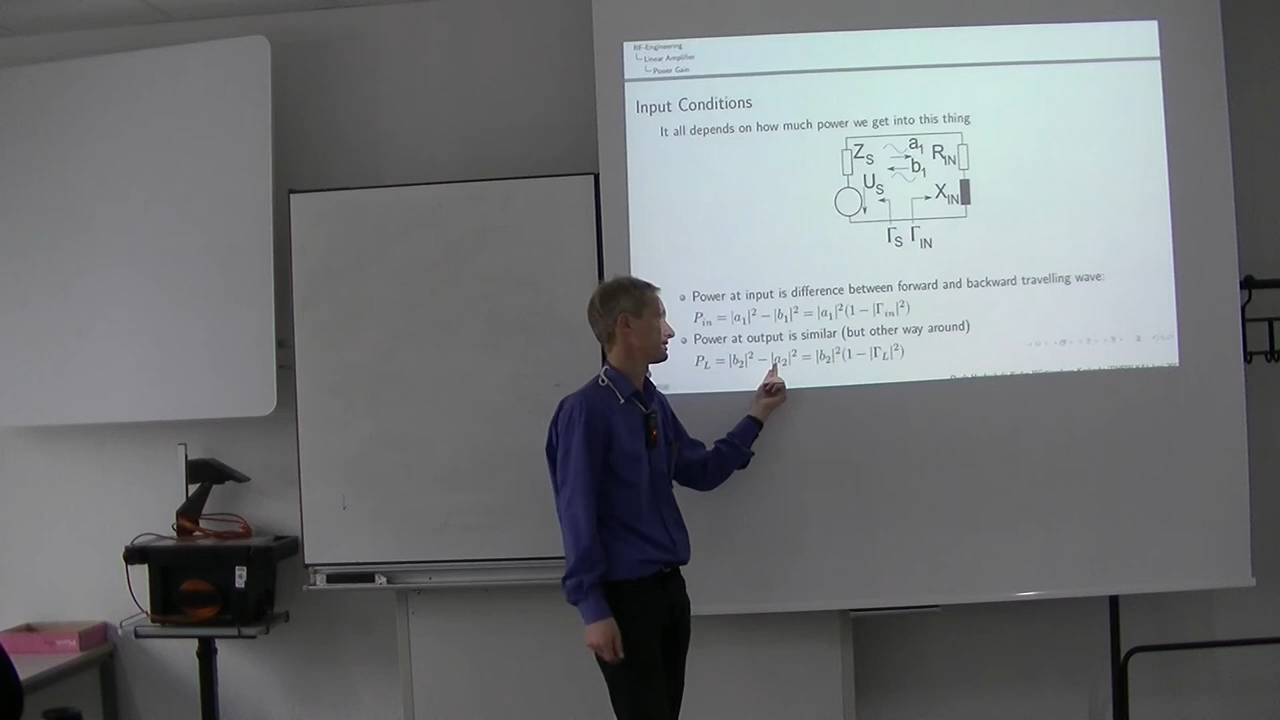 RF-Engineering
Linear Amplifier
Power Gain
Input Conditions
It all depends on how much power we get into this thing
Z_S a_1 R_IN
b_1
U_S X_IN
Γ_S Γ_IN
Power at input is difference between forward and backward travelling wave:
P_in = |a_1|² − |b_1|² = |a_1|²(1 − |Γ_in|²)
Power at output is similar (but other way around)
P_L = |b_2|² − |a_2|² = |b_2|²(1 − |Γ_L|²)